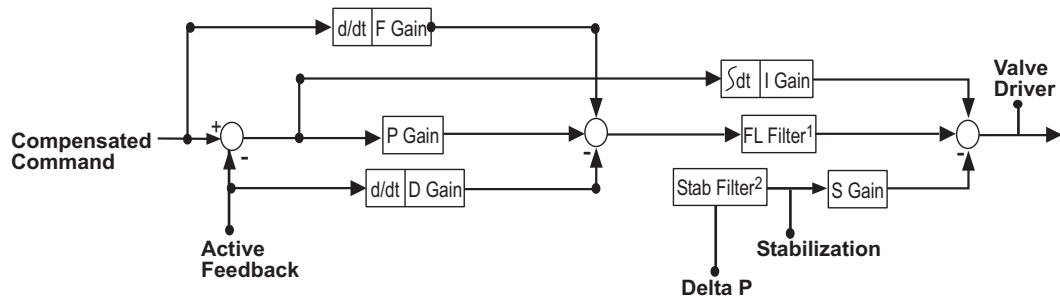 d/dt F Gain
∫dt I Gain
Valve
Driver
Compensated
Command
+
-
P Gain
-
FL Filter¹
-
d/dt D Gain
Stab Filter²
S Gain
Active
Feedback
Stabilization
Delta P